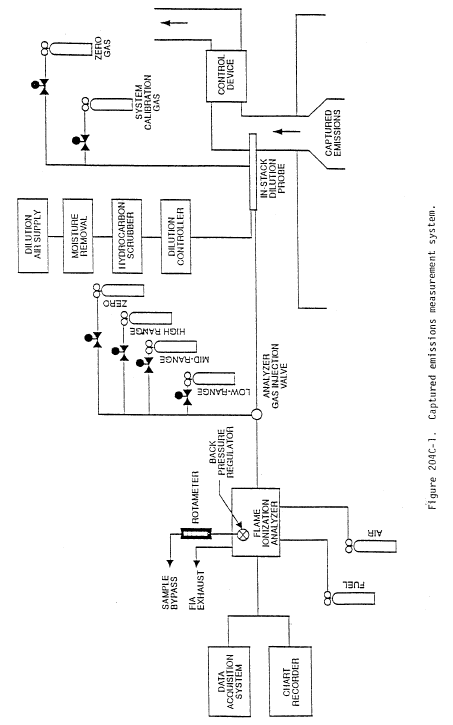 ZERO
GAS
SYSTEM
CALIBRATION
GAS
CONTROL
DEVICE
CAPTURED
EMISSIONS
IN-STACK
DILUTION
PROBE
DILUTION
AIR SUPPLY
MOISTURE
REMOVAL
HYDROCARBON
SCRUBBER
DILUTION
CONTROLLER
ZERO
HIGH RANGE
MID-RANGE
LOW-RANGE
ANALYZER
GAS INJECTION
VALVE
BACK
PRESSURE
REGULATOR
ROTAMETER
SAMPLE
BYPASS
FIA
EXHAUST
FLAME
IONIZATION
ANALYZER
AIR
FUEL
DATA
ACQUISITION
SYSTEM
CHART
RECORDER
Figure 204C-1. Captured emissions measurement system.